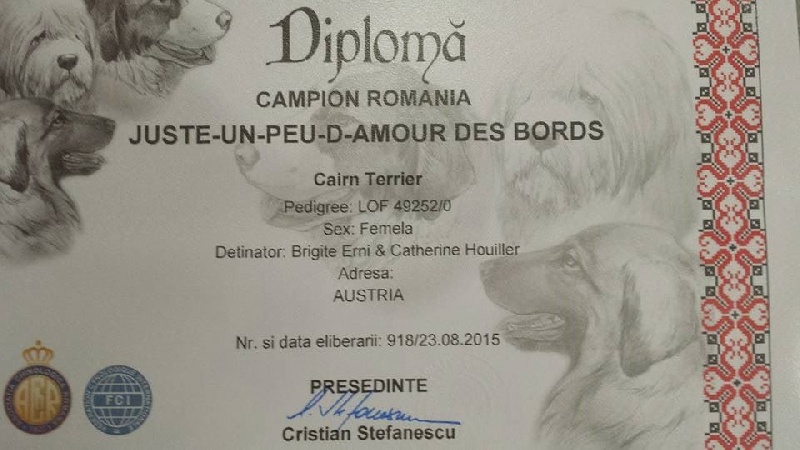 Diplomă
CAMPION ROMANIA
JUSTE-UN-PEU-D-AMOUR DES BORDS
Cairn Terrier
Pedigree: LOF 49252/0
Sex: Femela
Detinator: Brigite Erni & Catherine Houiller
Adresa:
AUSTRIA
Nr. si data eliberarii: 918/23.08.2015
PRESEDINTE
Cristian Stefanescu
FCI